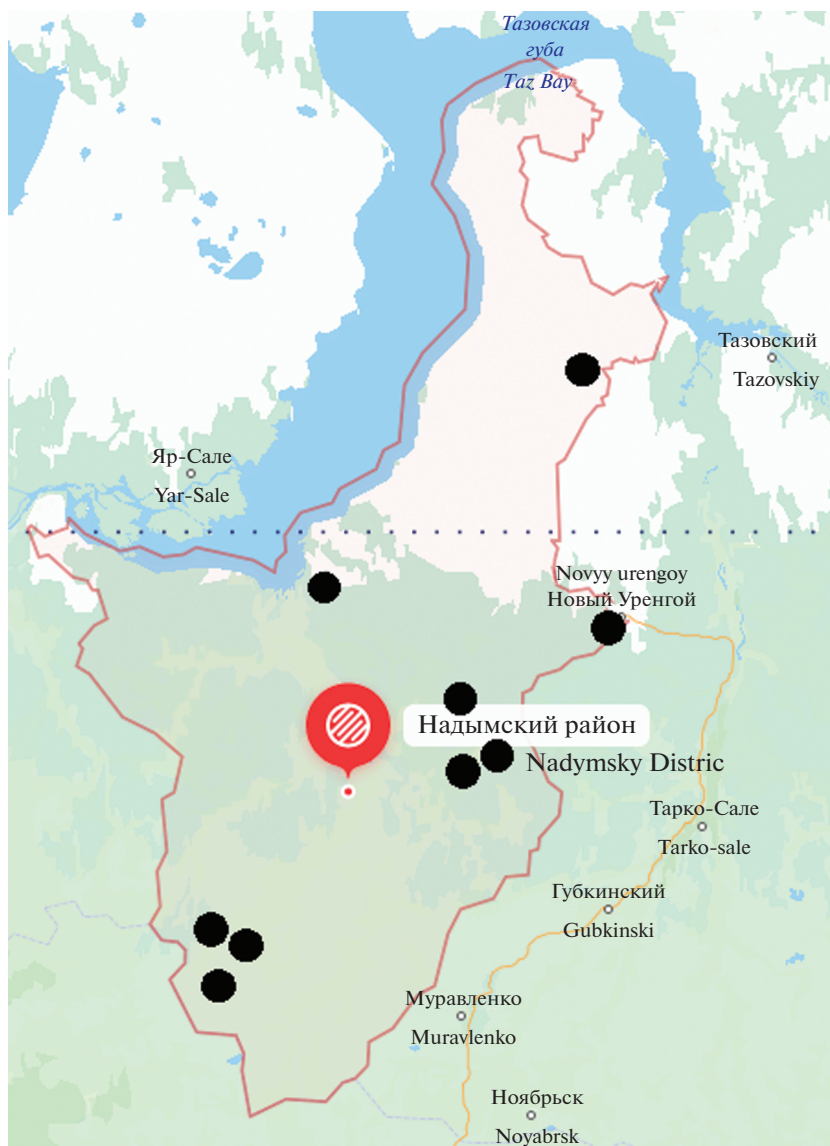 Тазовская
губа
Taz Bay
Тазовский
Tazovskiy
Яр-Сале
Yar-Sale
Novyy urengoy
Новый Уренгой
Надымский район
Nadymsky Distric
Тарко-Сале
Tarko-sale
Губкинский
Gubkinski
Муравленко
Muravlenko
Ноябрьск
Noyabrsk